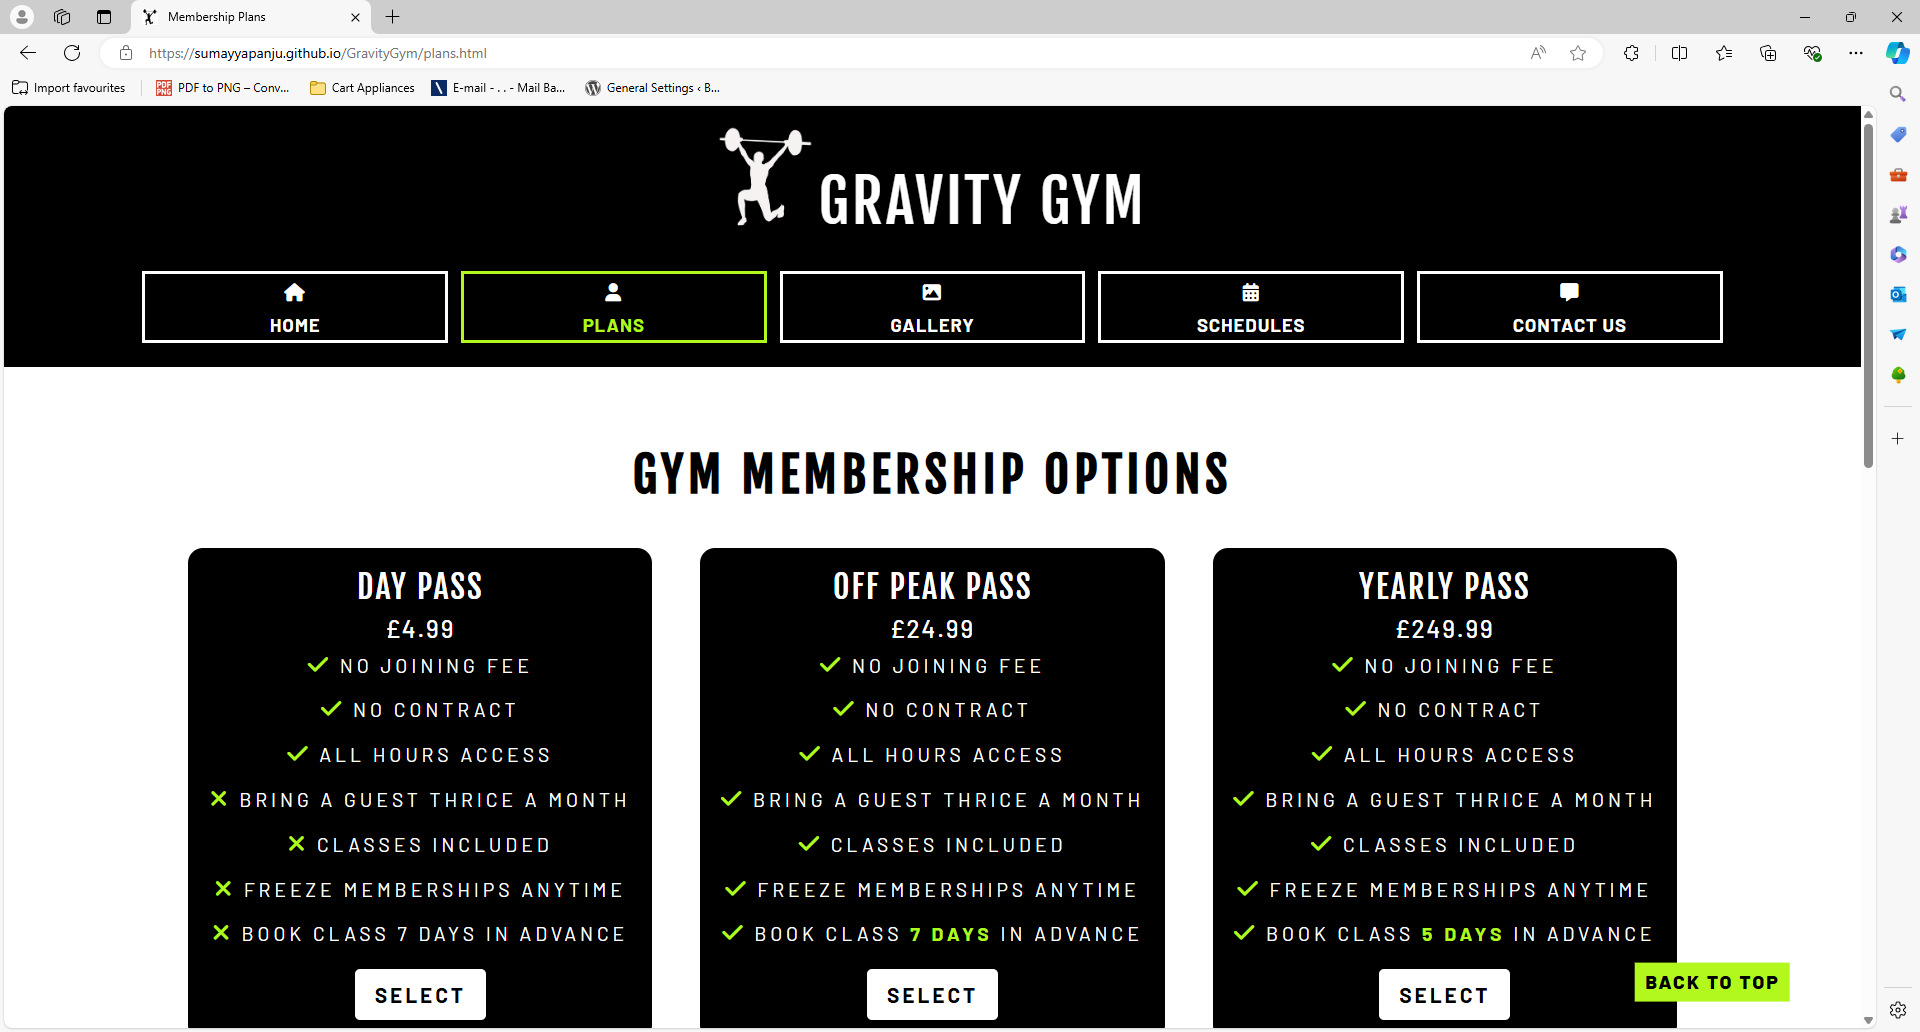 Membership Plans
https://sumayyapanju.github.io/GravityGym/plans.html
Import favourites
PDF to PNG – Conv...
Cart Appliances
E-mail - . . - Mail Ba...
General Settings ‹ B...
GRAVITY GYM
HOME
PLANS
GALLERY
SCHEDULES
CONTACT US
GYM MEMBERSHIP OPTIONS
DAY PASS
£4.99
NO JOINING FEE
NO CONTRACT
ALL HOURS ACCESS
BRING A GUEST THRICE A MONTH
CLASSES INCLUDED
FREEZE MEMBERSHIPS ANYTIME
BOOK CLASS 7 DAYS IN ADVANCE
SELECT
OFF PEAK PASS
£24.99
NO JOINING FEE
NO CONTRACT
ALL HOURS ACCESS
BRING A GUEST THRICE A MONTH
CLASSES INCLUDED
FREEZE MEMBERSHIPS ANYTIME
BOOK CLASS 7 DAYS IN ADVANCE
SELECT
YEARLY PASS
£249.99
NO JOINING FEE
NO CONTRACT
ALL HOURS ACCESS
BRING A GUEST THRICE A MONTH
CLASSES INCLUDED
FREEZE MEMBERSHIPS ANYTIME
BOOK CLASS 5 DAYS IN ADVANCE
SELECT
BACK TO TOP